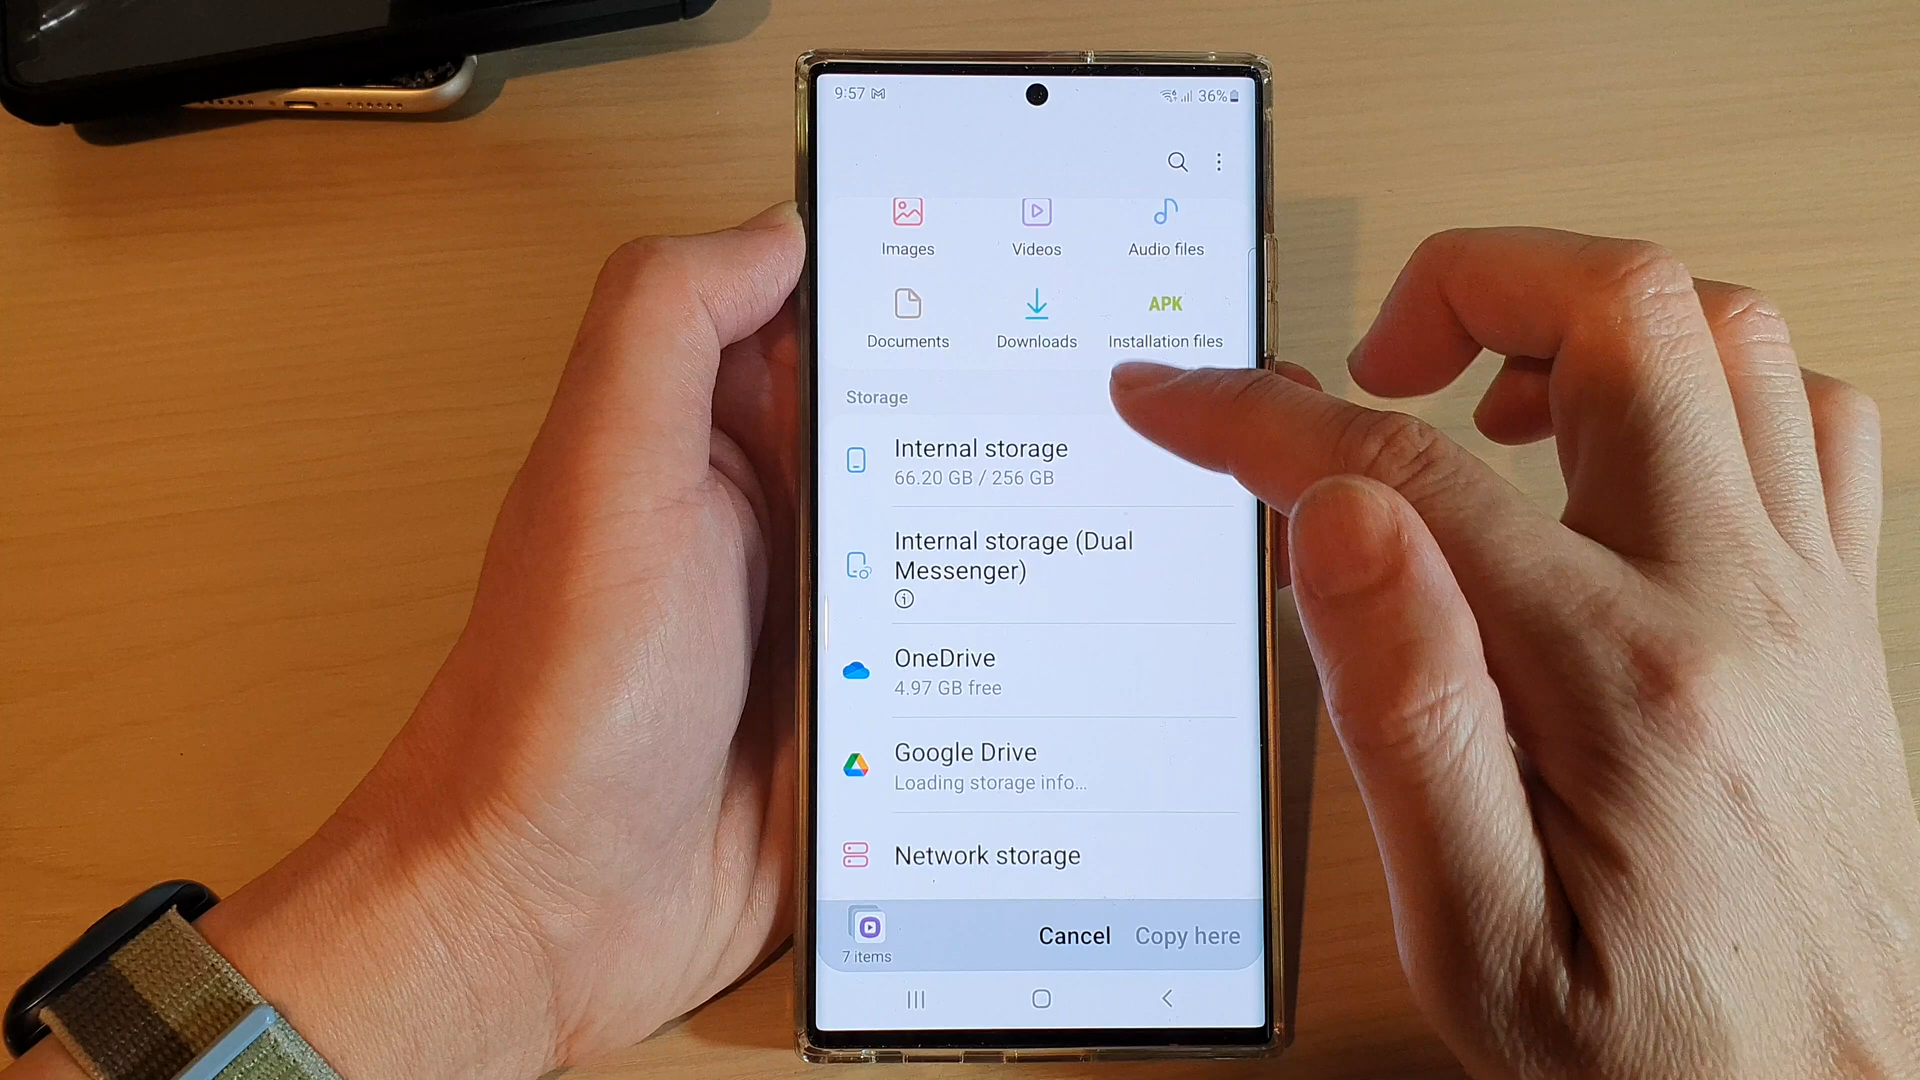 9:57 36%
Images Videos Audio files
APK
Documents Downloads Installation files
Storage
Internal storage
66.20 GB / 256 GB
Internal storage (Dual
Messenger)
OneDrive
4.97 GB free
Google Drive
Loading storage info...
Network storage
Cancel Copy here
7 items